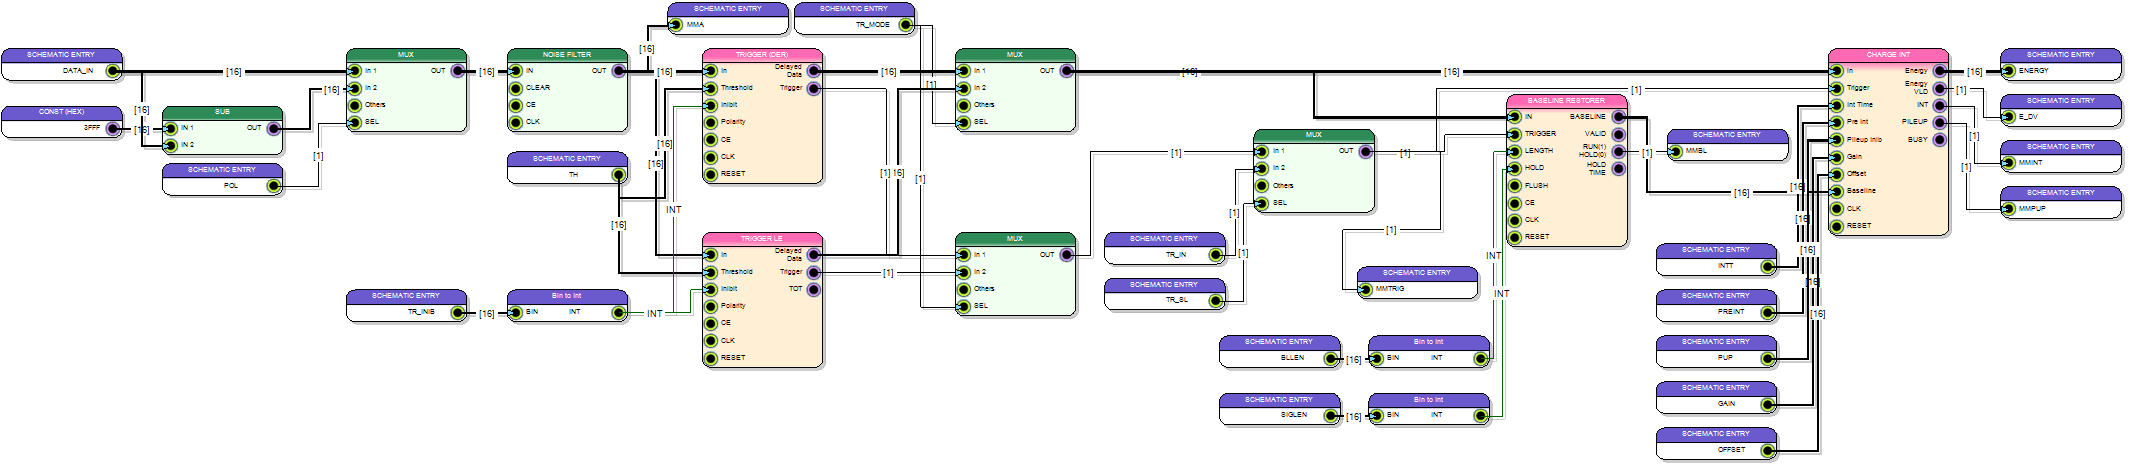 SCHEMATIC ENTRY
DATA_IN
CONST (HEX)
3FFF
[16]
[16]
[16]
SUB
IN 1
OUT
IN 2
SCHEMATIC ENTRY
POL
[16]
[1]
MUX
In 1
OUT
In 2
Others
SEL
[16]
NOISE FILTER
IN
OUT
CLEAR
CE
CLK
SCHEMATIC ENTRY
TH
SCHEMATIC ENTRY
TR_INIB
[16]
Bin to Int
BIN
INT
INT
[16]
[16]
[16]
[16]
[16]
INT
SCHEMATIC ENTRY
MMA
SCHEMATIC ENTRY
TR_MODE
TRIGGER (DER)
In
Delayed
Data
Threshold
Trigger
Inibit
Polarity
CE
CLK
RESET
TRIGGER LE
In
Delayed
Data
Threshold
Trigger
Inibit
TOT
Polarity
CE
CLK
RESET
[16]
[1]
[1]
16]
[1]
[1]
MUX
In 1
OUT
In 2
Others
SEL
MUX
In 1
OUT
In 2
Others
SEL
[16]
[1]
SCHEMATIC ENTRY
TR_IN
SCHEMATIC ENTRY
TR_SL
[1]
[1]
MUX
In 1
OUT
In 2
Others
SEL
[16]
[1]
[1]
SCHEMATIC ENTRY
MMTRIG
SCHEMATIC ENTRY
BLLEN
[16]
Bin to Int
BIN
INT
SCHEMATIC ENTRY
SIGLEN
[16]
Bin to Int
BIN
INT
INT
INT
BASELINE RESTORER
IN
BASELINE
TRIGGER
VALID
LENGTH
RUN(1)
HOLD(0)
HOLD
HOLD
TIME
FLUSH
CE
CLK
RESET
[1]
[1]
SCHEMATIC ENTRY
MMBL
[16]
SCHEMATIC ENTRY
INTT
SCHEMATIC ENTRY
PREINT
SCHEMATIC ENTRY
PUP
SCHEMATIC ENTRY
GAIN
SCHEMATIC ENTRY
OFFSET
[16]
[16]
[16]
[16]
[16]
CHARGE INT
In
Energy
Trigger
Energy
VLD
Int Time
INT
Pre Int
PILEUP
Pileup Inib
BUSY
Gain
Offset
Baseline
CLK
RESET
[16]
[1]
[1]
[1]
SCHEMATIC ENTRY
ENERGY
SCHEMATIC ENTRY
E_DV
SCHEMATIC ENTRY
MMINT
SCHEMATIC ENTRY
MMPUP